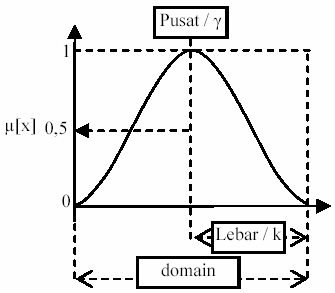 Pusat / γ
1
μ[x] 0,5
0
Lebar / k
domain